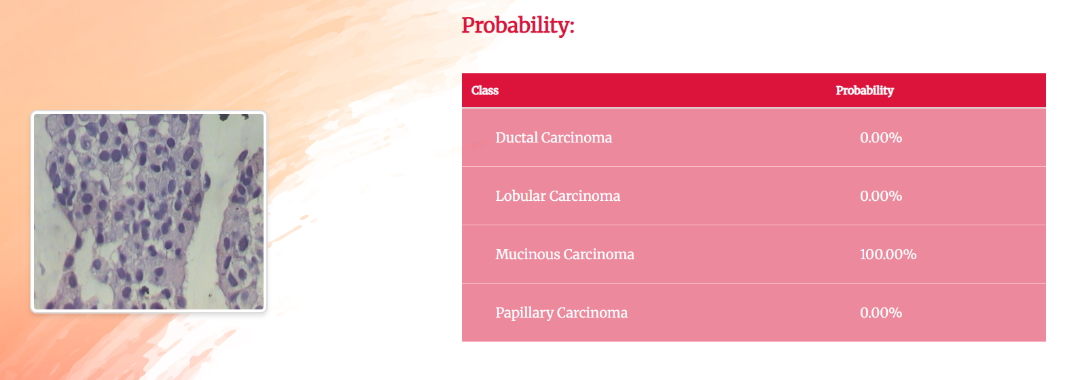 Probability:
Class Probability
Ductal Carcinoma 0.00%
Lobular Carcinoma 0.00%
Mucinous Carcinoma 100.00%
Papillary Carcinoma 0.00%